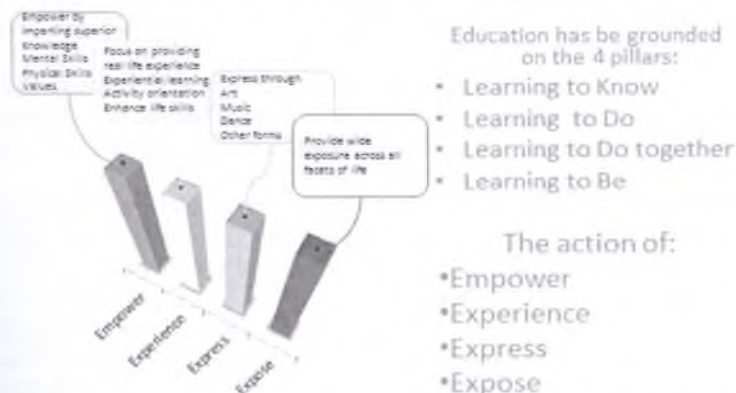 Empower by
imparting superior
Knowledge
Mental Skills
Physical Skills
Values
Focus on providing
real life experience
Experiential learning
Activity orientation
Enhance life skills
Express through
Art
Music
Dance
Other forms
Provide wide
exposure across all
facets of life
Empower
Experience
Express
Expose
Education has be grounded
on the 4 pillars:
• Learning to Know
• Learning to Do
• Learning to Do together
• Learning to Be
The action of:
•Empower
•Experience
•Express
•Expose